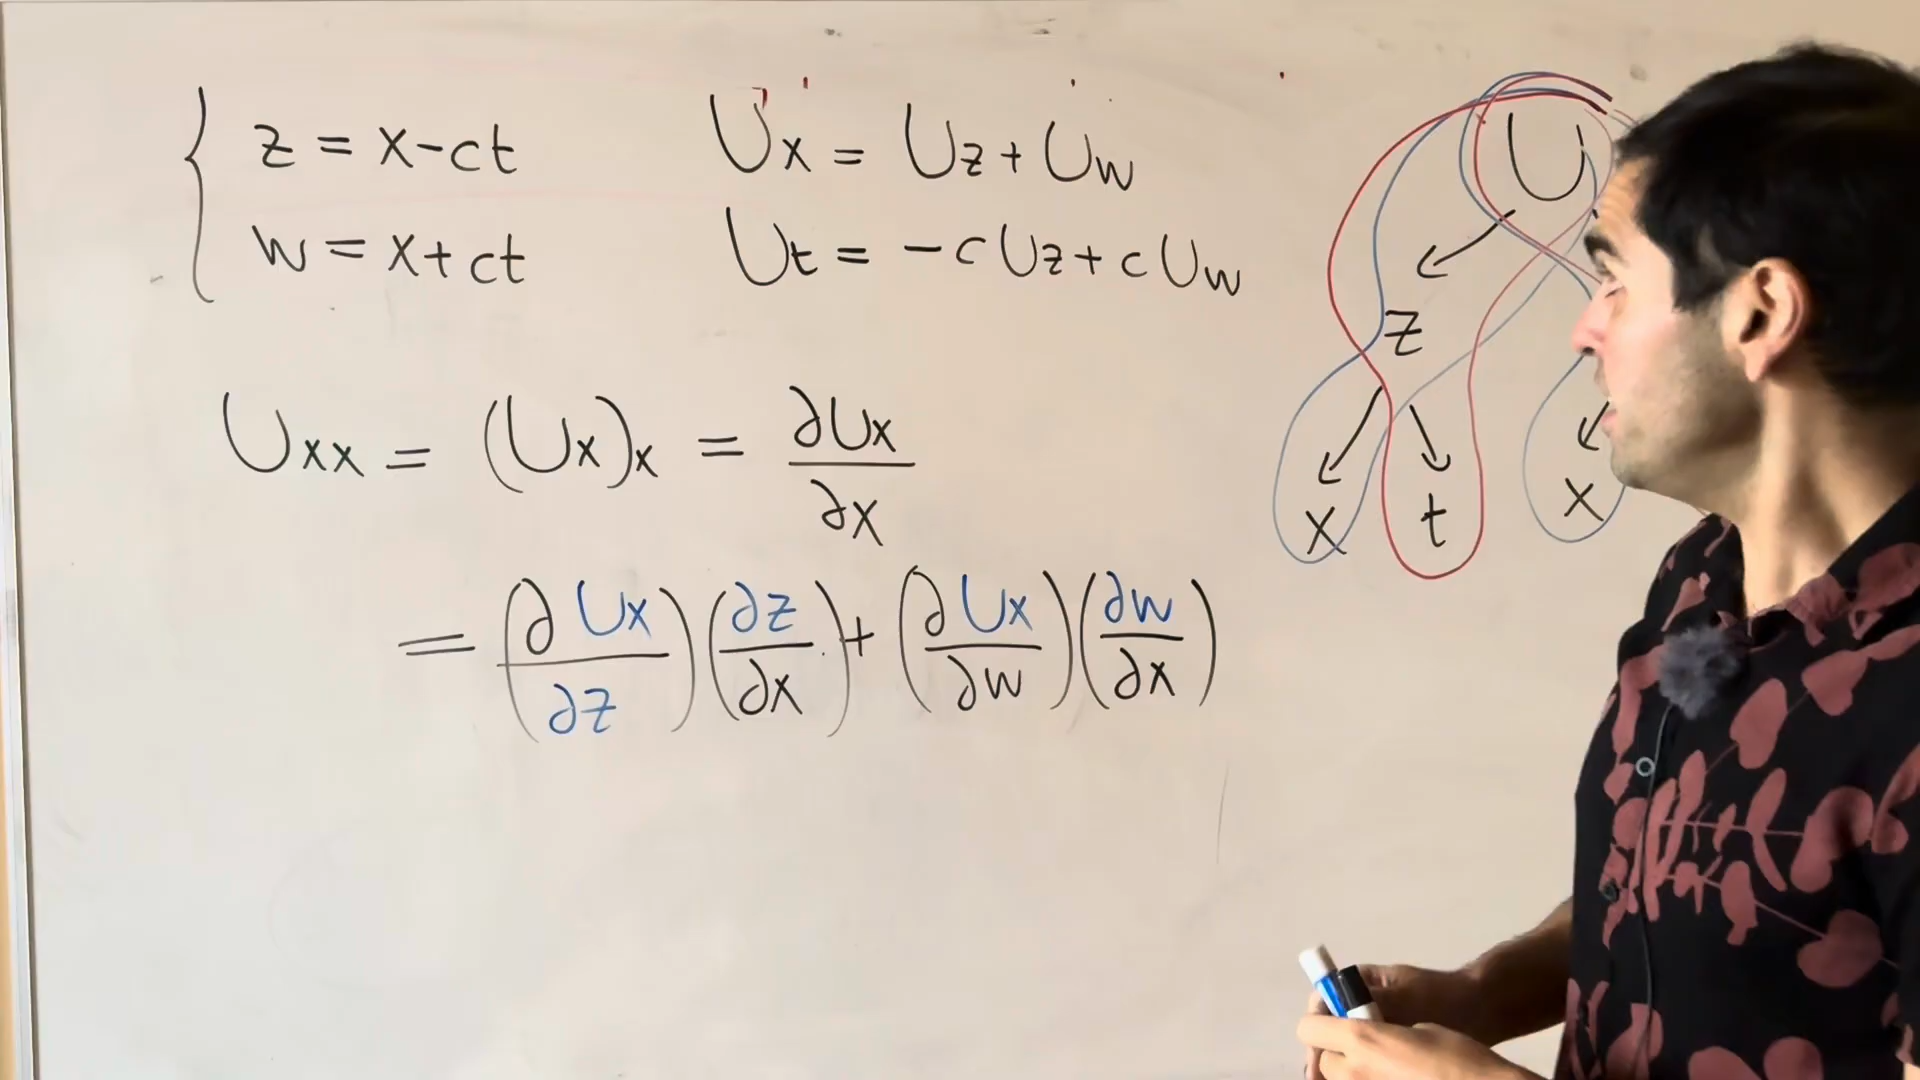 z = x-ct
w = x+ct
Ux = Uz + Uw
Ut = -cUz + cUw
Uxx = (Ux)x = ∂Ux/∂x
= (∂Ux/∂z)(∂z/∂x) + (∂Ux/∂w)(∂w/∂x)
U
z
x t x